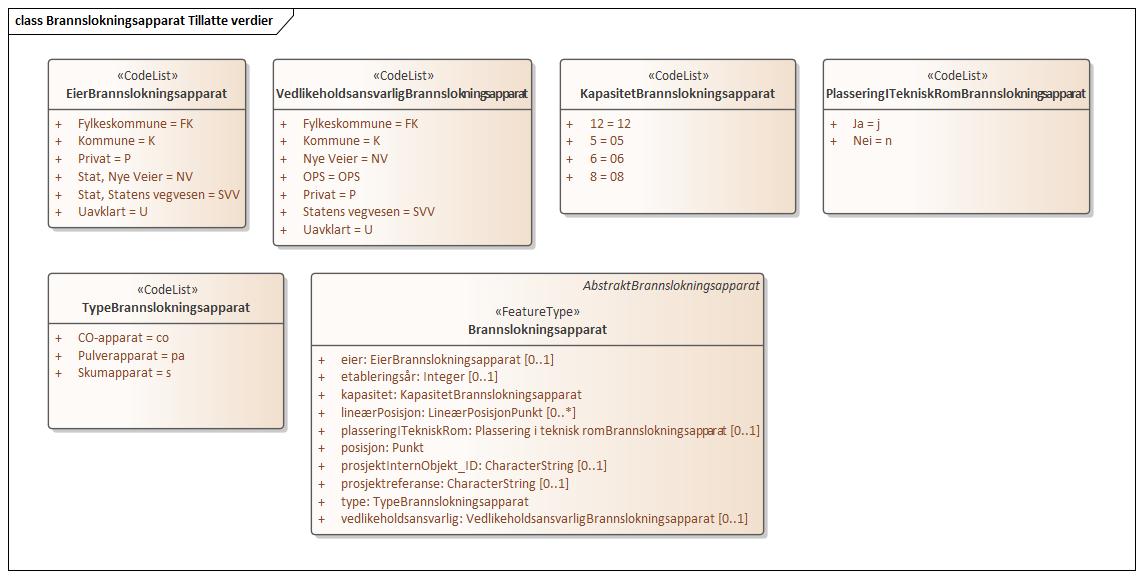 class Brannslokningsapparat Tillatte verdier
«CodeList»
EierBrannslokningsapparat
+ Fylkeskommune = FK
+ Kommune = K
+ Privat = P
+ Stat, Nye Veier = NV
+ Stat, Statens vegvesen = SVV
+ Uavklart = U
«CodeList»
VedlikeholdsansvarligBrannslokningsapparat
+ Fylkeskommune = FK
+ Kommune = K
+ Nye Veier = NV
+ OPS = OPS
+ Privat = P
+ Statens vegvesen = SVV
+ Uavklart = U
«CodeList»
KapasitetBrannslokningsapparat
+ 12 = 12
+ 5 = 05
+ 6 = 06
+ 8 = 08
«CodeList»
PlasseringITekniskRomBrannslokningsapparat
+ Ja = j
+ Nei = n
«CodeList»
TypeBrannslokningsapparat
+ CO-apparat = co
+ Pulverapparat = pa
+ Skumapparat = s
AbstraktBrannslokningsapparat
«FeatureType»
Brannslokningsapparat
+ eier: EierBrannslokningsapparat [0..1]
+ etableringsår: Integer [0..1]
+ kapasitet: KapasitetBrannslokningsapparat
+ lineærPosisjon: LineærPosisjonPunkt [0..*]
+ plasseringITekniskRom: Plassering i teknisk romBrannslokningsapparat [0..1]
+ posisjon: Punkt
+ prosjektInternObjekt_ID: CharacterString [0..1]
+ prosjektreferanse: CharacterString [0..1]
+ type: TypeBrannslokningsapparat
+ vedlikeholdsansvarlig: VedlikeholdsansvarligBrannslokningsapparat [0..1]